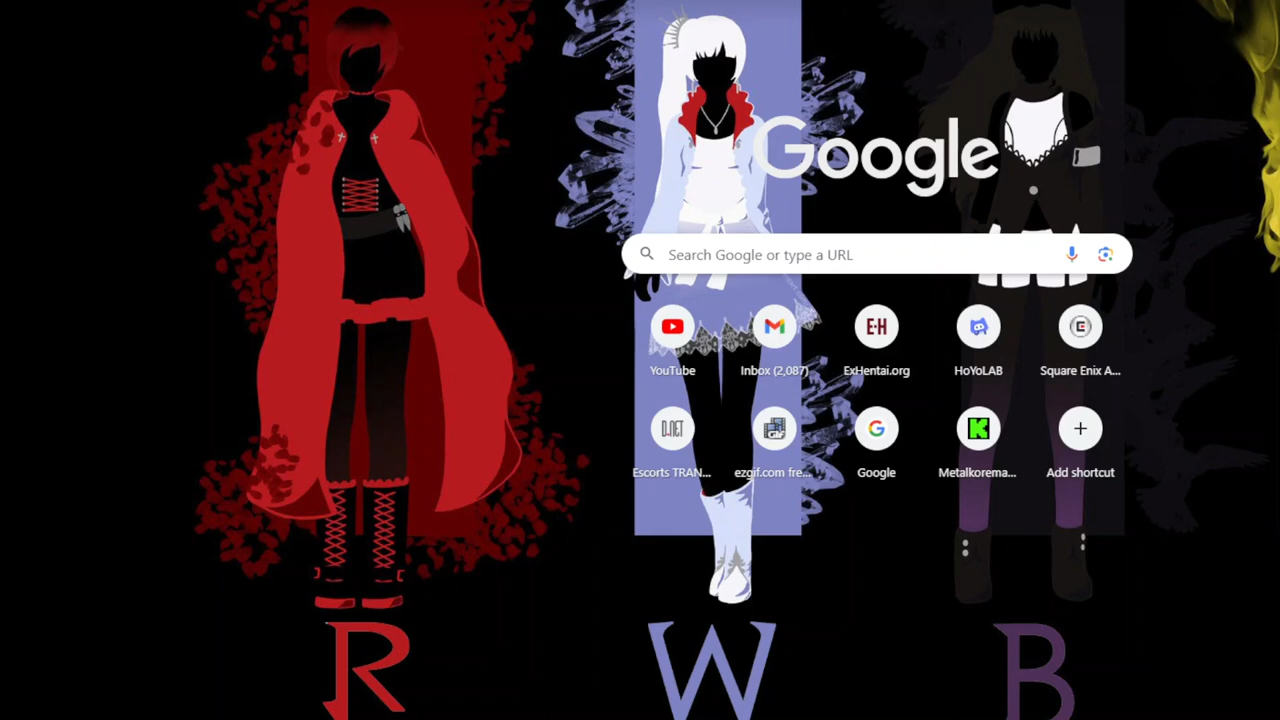 Google
Search Google or type a URL
YouTube
Inbox (2,087)
ExHentai.org
HoYoLAB
Square Enix A...
Escorts TRAN...
ezgif.com fre...
Google
Metalkorema...
Add shortcut
R W B